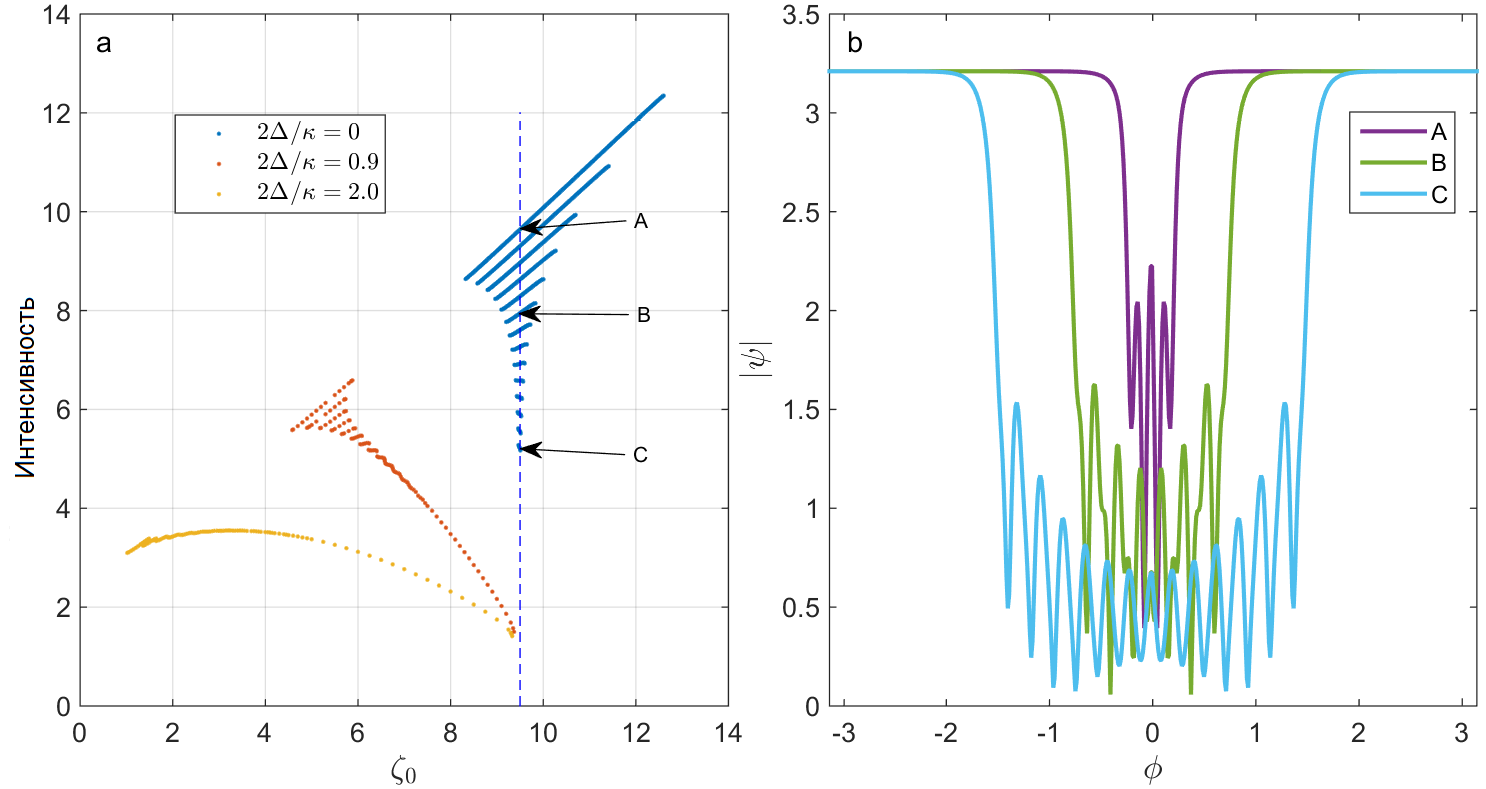 a
14
12
10
8
6
4
2
0
Интенсивность
2Δ/κ = 0
2Δ/κ = 0.9
2Δ/κ = 2.0
A
B
C
0 2 4 6 8 10 12 14
ζ₀
b
3.5
3
2.5
2
1.5
1
0.5
0
|ψ|
A
B
C
-3 -2 -1 0 1 2 3
ϕ